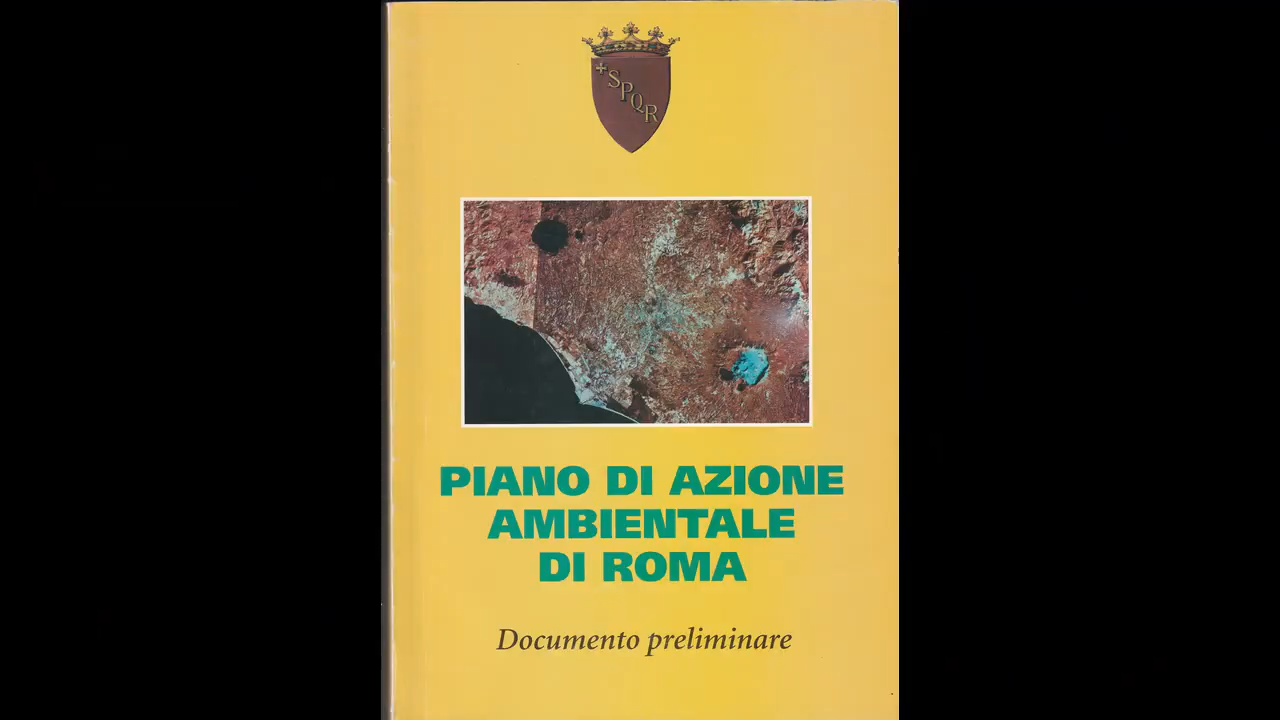 SPQR
PIANO DI AZIONE
AMBIENTALE
DI ROMA
Documento preliminare